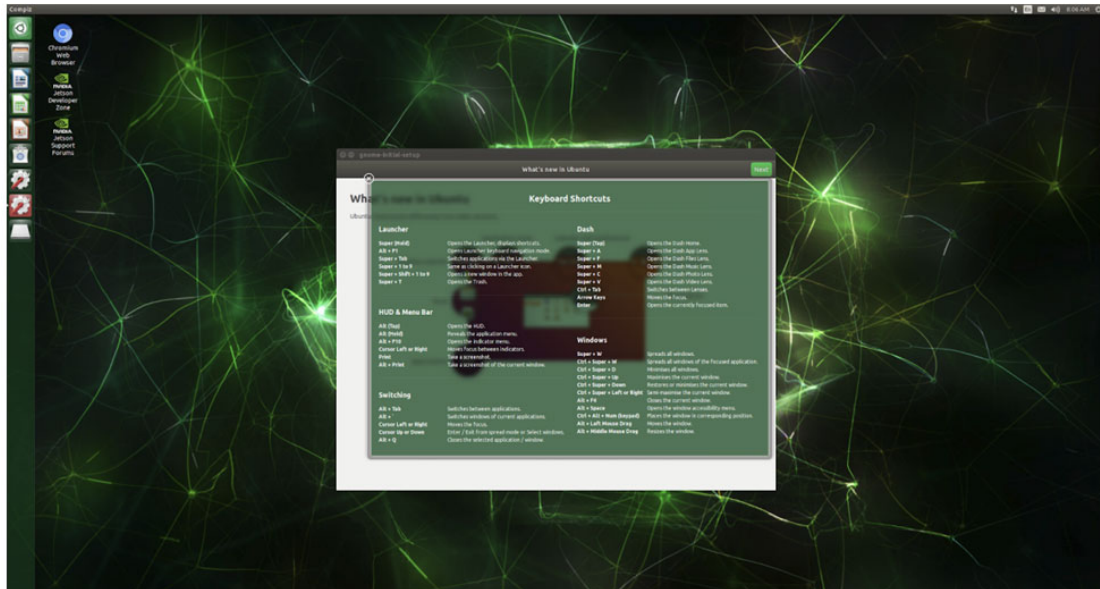 Compiz
8:04 AM
Chromium
Web
Browser
NVIDIA
Jetson
Developer
Zone
NVIDIA
Jetson
Support
Forums
gnome-initial-setup
What's new in Ubuntu
Next
What's new in Ubuntu
Ubuntu
Keyboard Shortcuts
Launcher
Super (Hold) Opens the Launcher, displays shortcuts.
Alt + F1 Opens Launcher keyboard navigation mode.
Super + Tab Switches applications via the Launcher.
Super + 1 to 9 Same as clicking on a Launcher icon.
Super + Shift + 1 to 9 Opens a new window in the app.
Super + T Opens the Trash.
HUD & Menu Bar
Alt (Tap) Opens the HUD.
Alt (Hold) Reveals the application menu.
Alt + F10 Opens the indicator menu.
Cursor Left or Right Moves focus between indicators.
Print Take a screenshot.
Alt + Print Take a screenshot of the current window.
Switching
Alt + Tab Switches between applications.
Alt + ` Switches windows of current applications.
Cursor Left or Right Moves the focus.
Cursor Up or Down Enter / Exit from spread mode or Select windows.
Alt + Q Closes the selected application / window.
Dash
Super (Tap) Opens the Dash Home.
Super + A Opens the Dash App Lens.
Super + F Opens the Dash Files Lens.
Super + M Opens the Dash Music Lens.
Super + C Opens the Dash Photo Lens.
Super + V Opens the Dash Video Lens.
Ctrl + Tab Switches between Lenses.
Arrow Keys Moves the focus.
Enter Opens the currently focused item.
Windows
Super + W Spreads all windows.
Ctrl + Super + W Spreads all windows of the focused application.
Ctrl + Super + D Minimises all windows.
Ctrl + Super + Up Maximises the current window.
Ctrl + Super + Down Restores or minimises the current window.
Ctrl + Super + Left or Right Semi-maximise the current window.
Alt + F4 Closes the current window.
Alt + Space Opens the window accessibility menu.
Ctrl + Alt + Num (keypad) Places the window in corresponding position.
Alt + Left Mouse Drag Moves the window.
Alt + Middle Mouse Drag Resizes the window.